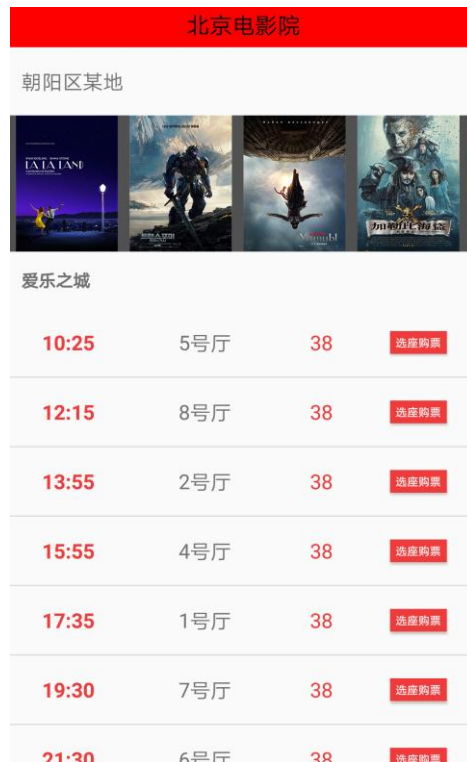 北京电影院
朝阳区某地
LA LA LAND
加勒比海盗
爱乐之城
10:25 5号厅 38 选座购票
12:15 8号厅 38 选座购票
13:55 2号厅 38 选座购票
15:55 4号厅 38 选座购票
17:35 1号厅 38 选座购票
19:30 7号厅 38 选座购票
21:30 6号厅 38 选座购票